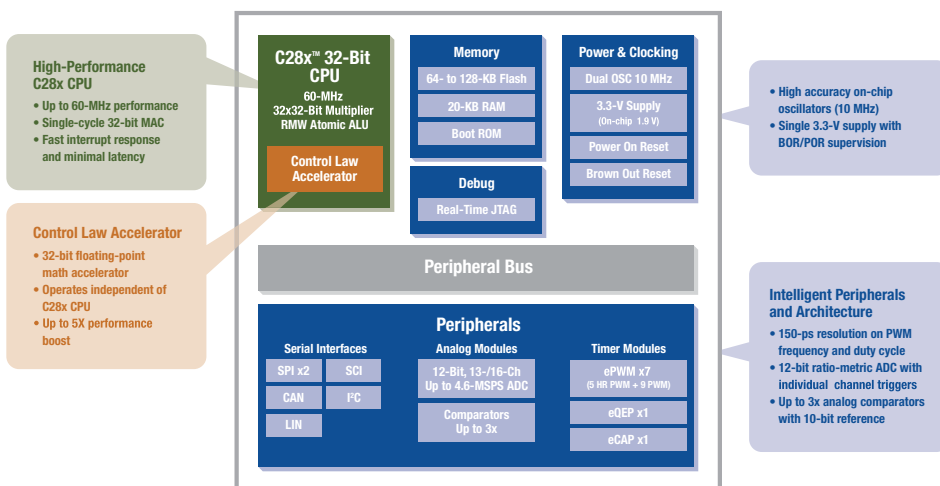 High-Performance
C28x CPU
• Up to 60-MHz performance
• Single-cycle 32-bit MAC
• Fast interrupt response
and minimal latency
Control Law Accelerator
• 32-bit floating-point
math accelerator
• Operates independent of
C28x CPU
• Up to 5X performance
boost
C28x™ 32-Bit
CPU
60-MHz
32x32-Bit Multiplier
RMW Atomic ALU
Control Law
Accelerator
Memory
64- to 128-KB Flash
20-KB RAM
Boot ROM
Debug
Real-Time JTAG
Power & Clocking
Dual OSC 10 MHz
3.3-V Supply
(On-chip 1.9 V)
Power On Reset
Brown Out Reset
• High accuracy on-chip
oscillators (10 MHz)
• Single 3.3-V supply with
BOR/POR supervision
Peripheral Bus
Peripherals
Serial Interfaces
SPI x2
SCI
CAN
I²C
LIN
Analog Modules
12-Bit, 13-/16-Ch
Up to 4.6-MSPS ADC
Comparators
Up to 3x
Timer Modules
ePWM x7
(5 HR PWM + 9 PWM)
eQEP x1
eCAP x1
Intelligent Peripherals
and Architecture
• 150-ps resolution on PWM
frequency and duty cycle
• 12-bit ratio-metric ADC with
individual channel triggers
• Up to 3x analog comparators
with 10-bit reference